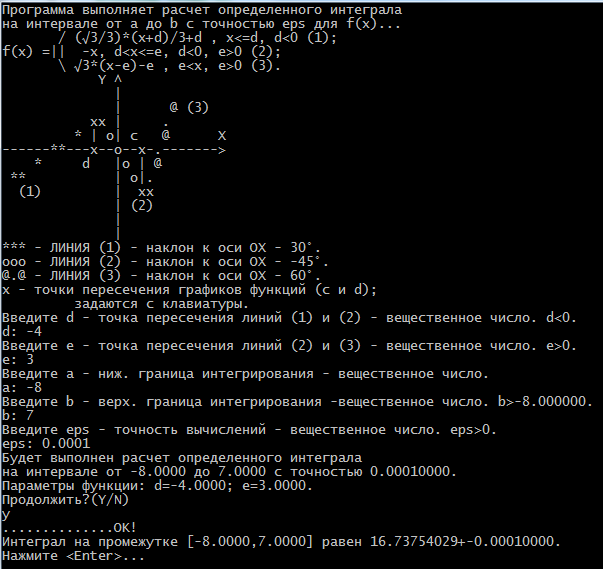 Программа выполняет расчет определенного интеграла
на интервале от a до b с точностью eps для f(x)...
       / (√3/3)*(x+d)/3+d , x<=d, d<0 (1);
f(x) =||  -x, d<x<=e, d<0, e>0 (2);
       \ √3*(x-e)-e , e<x, e>0 (3).
            Y ^
              |
              |      @ (3)
           xx |     .
         * | o| c   @      X
------**---x--o--x-.------->
    *     d   |o | @
 **           | o|.
  (1)         |  xx
              | (2)
              |
              |
*** - ЛИНИЯ (1) - наклон к оси OX - 30°.
ooo - ЛИНИЯ (2) - наклон к оси OX - -45°.
@.@ - ЛИНИЯ (3) - наклон к оси OX - 60°.
x - точки пересечения графиков функций (c и d);
         задаются с клавиатуры.
Введите d - точка пересечения линий (1) и (2) - вещественное число. d<0.
d: -4
Введите e - точка пересечения линий (2) и (3) - вещественное число. e>0.
e: 3
Введите a - ниж. граница интегрирования - вещественное число.
a: -8
Введите b - верх. граница интегрирования -вещественное число. b>-8.000000.
b: 7
Введите eps - точность вычислений - вещественное число. eps>0.
eps: 0.0001
Будет выполнен расчет определенного интеграла
на интервале от -8.0000 до 7.0000 с точностью 0.00010000.
Параметры функции: d=-4.0000; e=3.0000.
Продолжить?(Y/N)
y
..............OK!
Интеграл на промежутке [-8.0000,7.0000] равен 16.73754029+-0.00010000.
Нажмите <Enter>...